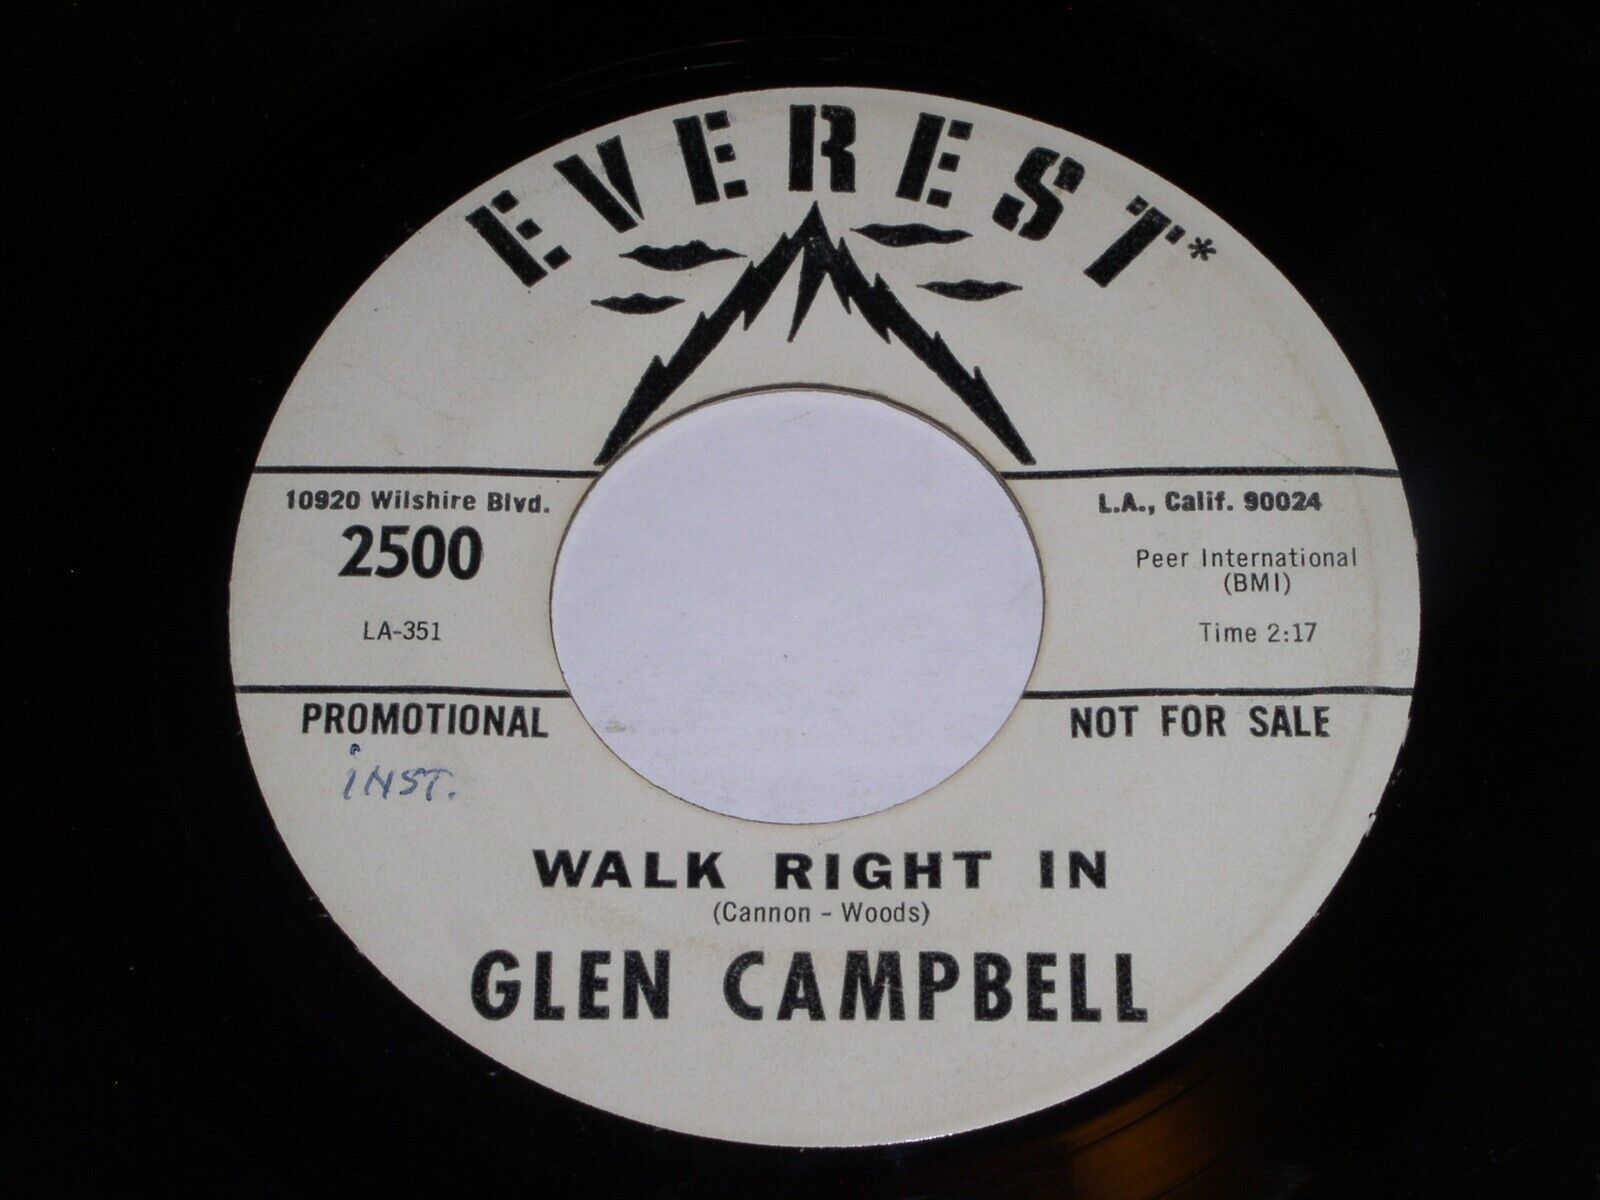 EVEREST*
10920 Wilshire Blvd.
L.A., Calif. 90024
2500
Peer International
(BMI)
LA-351
Time 2:17
PROMOTIONAL
NOT FOR SALE
inST.
WALK RIGHT IN
(Cannon - Woods)
GLEN CAMPBELL